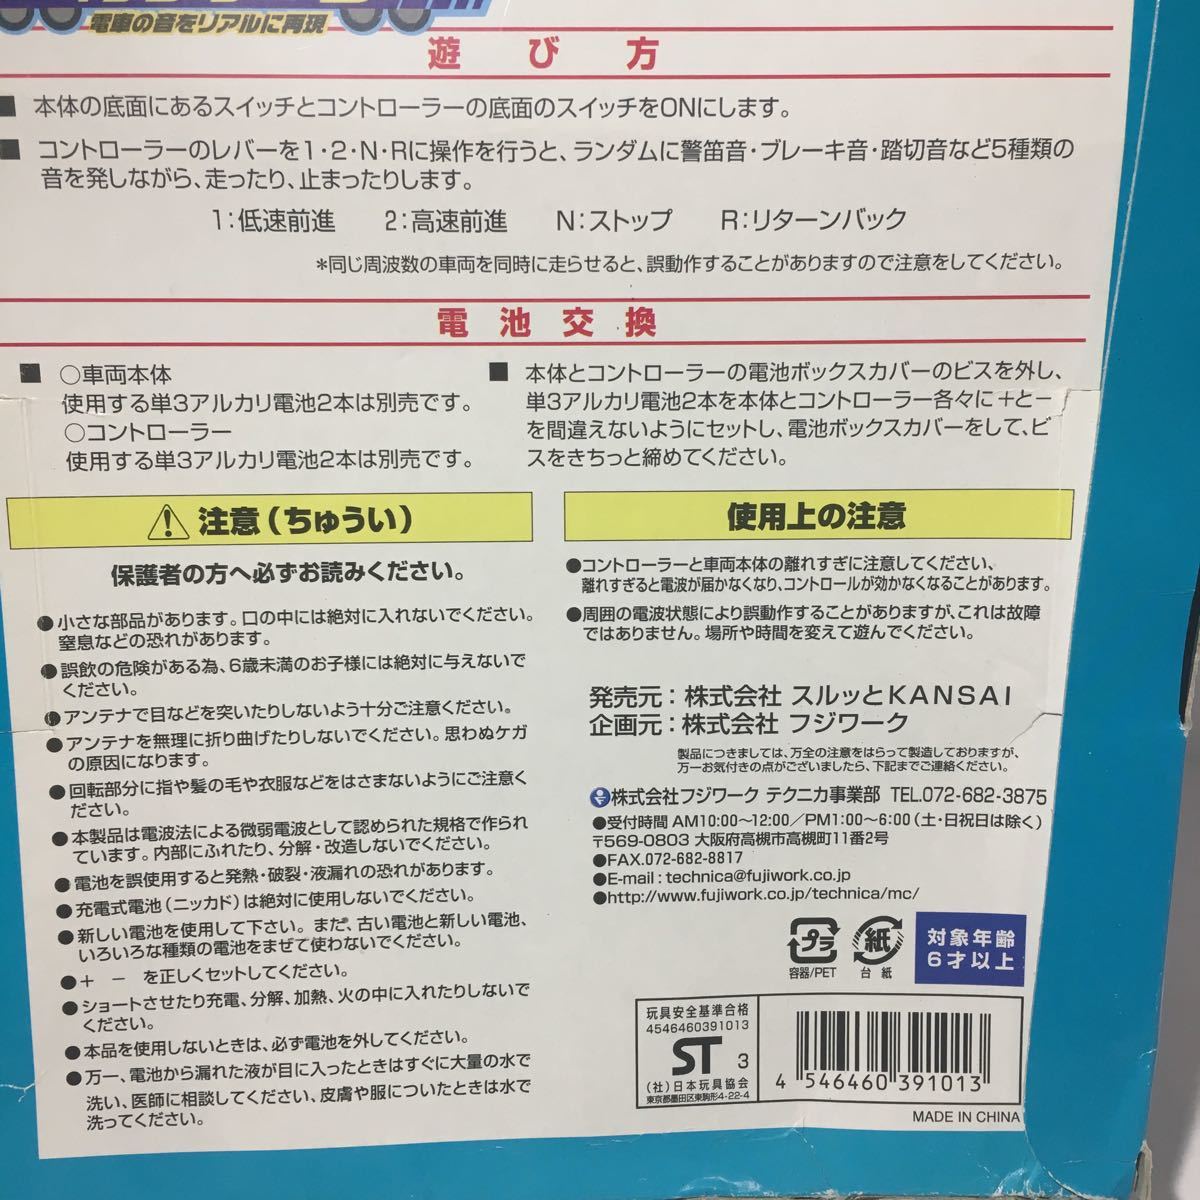 電車の音をリアルに再現
遊び方
■ 本体の底面にあるスイッチとコントローラーの底面のスイッチをONにします。
■ コントローラーのレバーを1・2・N・Rに操作を行うと、ランダムに警笛音・ブレーキ音・踏切音など5種類の
音を発しながら、走ったり、止まったりします。
1:低速前進 2:高速前進 N:ストップ R:リターンバック
*同じ周波数の車両を同時に走らせると、誤動作することがありますので注意をしてください。
電池交換
■ ○車両本体
使用する単3アルカリ電池2本は別売です。
○コントローラー
使用する単3アルカリ電池2本は別売です。
■ 本体とコントローラーの電池ボックスカバーのビスを外し、
単3アルカリ電池2本を本体とコントローラー各々に+と−
を間違えないようにセットし、電池ボックスカバーをして、ビ
スをきちっと締めてください。
注意(ちゅうい)
保護者の方へ必ずお読みください。
●小さな部品があります。口の中には絶対に入れないでください。
窒息などの恐れがあります。
●誤飲の危険がある為、6歳未満のお子様には絶対に与えないで
ください。
●アンテナで目などを突いたりしないよう十分ご注意ください。
●アンテナを無理に折り曲げたりしないでください。思わぬケガ
の原因になります。
●回転部分に指や髪の毛や衣服などをはさまないようにご注意く
ださい。
●本製品は電波法による微弱電波として認められた規格で作られ
ています。内部にふれたり、分解・改造しないでください。
●電池を誤使用すると発熱・破裂・液漏れの恐れがあります。
●充電式電池(ニッカド)は絶対に使用しないでください。
●新しい電池を使用して下さい。また、古い電池と新しい電池、
いろいろな種類の電池をまぜて使わないでください。
●+ − を正しくセットしてください。
●ショートさせたり充電、分解、加熱、火の中に入れたりしないで
ください。
●本品を使用しないときは、必ず電池を外してください。
●万一、電池から漏れた液が目に入ったときはすぐに大量の水で
洗い、医師に相談してください、皮膚や服についたときは水で
洗ってください。
使用上の注意
●コントローラーと車両本体の離れすぎに注意してください、
離れすぎると電波が届かなくなり、コントロールが効かなくなることがあります。
●周囲の電波状態により誤動作することがありますが、これは故障
ではありません。場所や時間を変えて遊んでください。
発売元:株式会社 スルッとKANSAI
企画元:株式会社 フジワーク
製品につきましては、万全の注意をはらって製造しておりますが、
万一お気付きの点がございましたら、下記までご連絡ください。
株式会社フジワーク テクニカ事業部 TEL.072-682-3875
●受付時間 AM10:00〜12:00/PM1:00〜6:00(土・日祝日は除く)
〒569-0803 大阪府高槻市高槻町11番2号
●FAX.072-682-8817
●E-mail:technica@fujiwork.co.jp
●http://www.fujiwork.co.jp/technica/mc/
プラ
容器/PET
紙
台紙
対象年齢
6才以上
玩具安全基準合格
4546460391013
ST 3
(社)日本玩具協会
東京都墨田区東駒形4-22-4
4 546460 391013
MADE IN CHINA